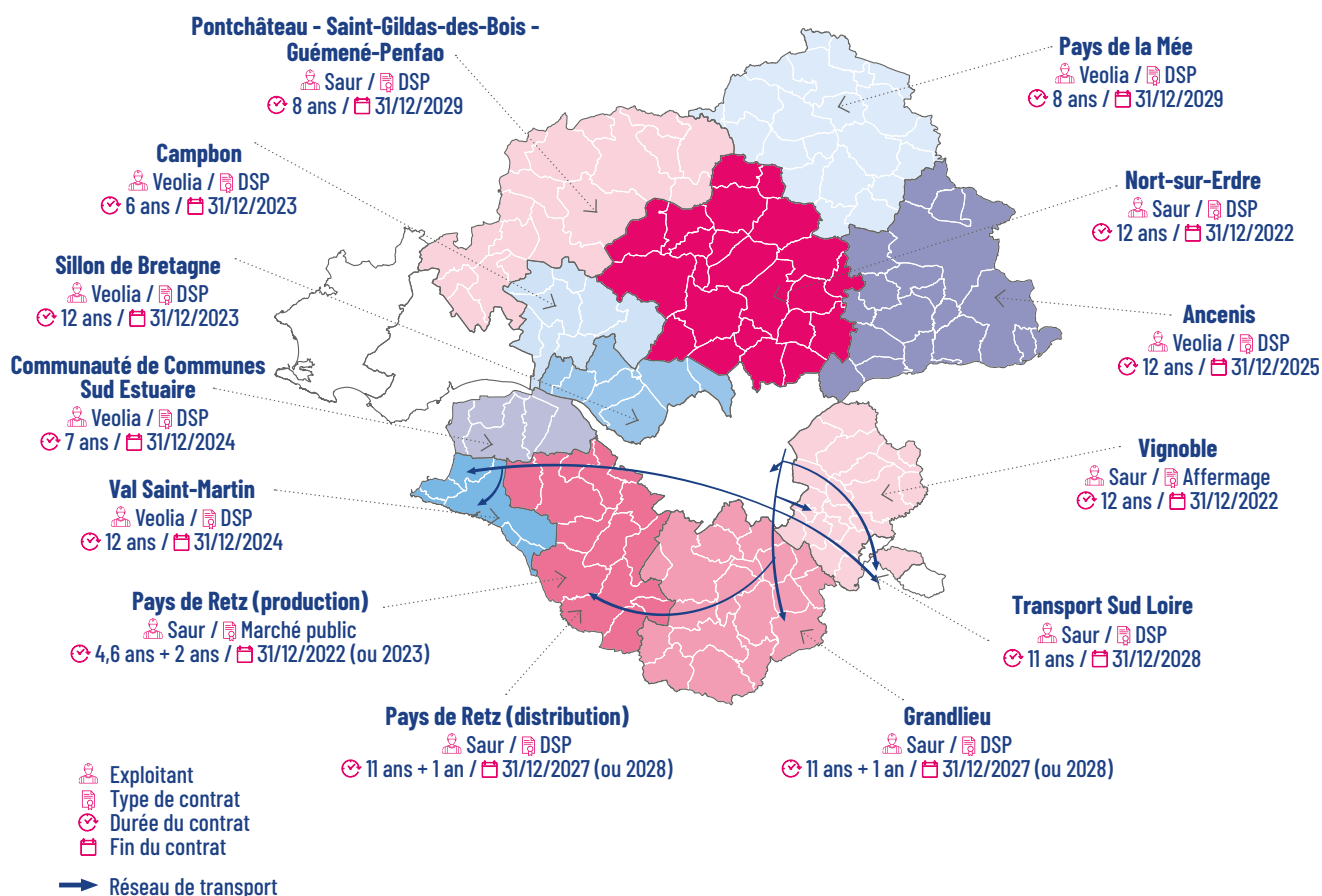 Pontchâteau - Saint-Gildas-des-Bois -
Guémené-Penfao
Saur / DSP
8 ans / 31/12/2029
Pays de la Mée
Veolia / DSP
8 ans / 31/12/2029
Campbon
Veolia / DSP
6 ans / 31/12/2023
Nort-sur-Erdre
Saur / DSP
12 ans / 31/12/2022
Sillon de Bretagne
Veolia / DSP
12 ans / 31/12/2023
Ancenis
Veolia / DSP
12 ans / 31/12/2025
Communauté de Communes
Sud Estuaire
Veolia / DSP
7 ans / 31/12/2024
Vignoble
Saur / Affermage
12 ans / 31/12/2022
Val Saint-Martin
Veolia / DSP
12 ans / 31/12/2024
Pays de Retz (production)
Saur / Marché public
4,6 ans + 2 ans / 31/12/2022 (ou 2023)
Transport Sud Loire
Saur / DSP
11 ans / 31/12/2028
Pays de Retz (distribution)
Saur / DSP
11 ans + 1 an / 31/12/2027 (ou 2028)
Grandlieu
Saur / DSP
11 ans + 1 an / 31/12/2027 (ou 2028)
Exploitant
Type de contrat
Durée du contrat
Fin du contrat
Réseau de transport